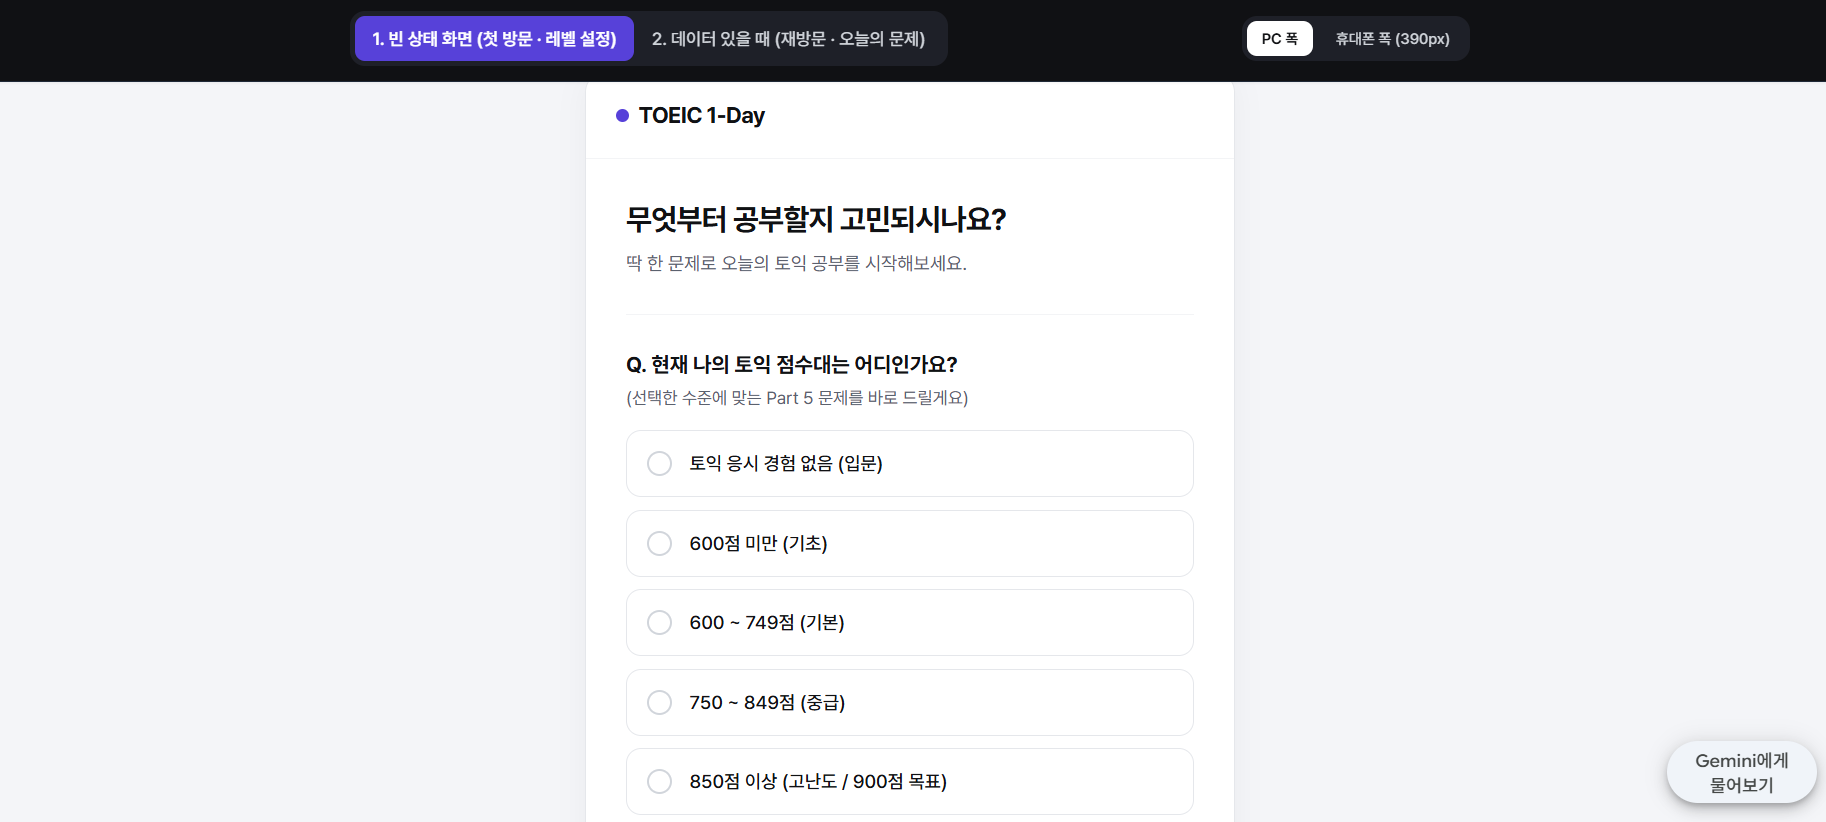 1. 빈 상태 화면 (첫 방문 · 레벨 설정)
2. 데이터 있을 때 (재방문 · 오늘의 문제)
PC 폭
휴대폰 폭 (390px)
TOEIC 1-Day
무엇부터 공부할지 고민되시나요?
딱 한 문제로 오늘의 토익 공부를 시작해보세요.
Q. 현재 나의 토익 점수대는 어디인가요?
(선택한 수준에 맞는 Part 5 문제를 바로 드릴게요)
토익 응시 경험 없음 (입문)
600점 미만 (기초)
600 ~ 749점 (기본)
750 ~ 849점 (중급)
850점 이상 (고난도 / 900점 목표)
Gemini에게
물어보기